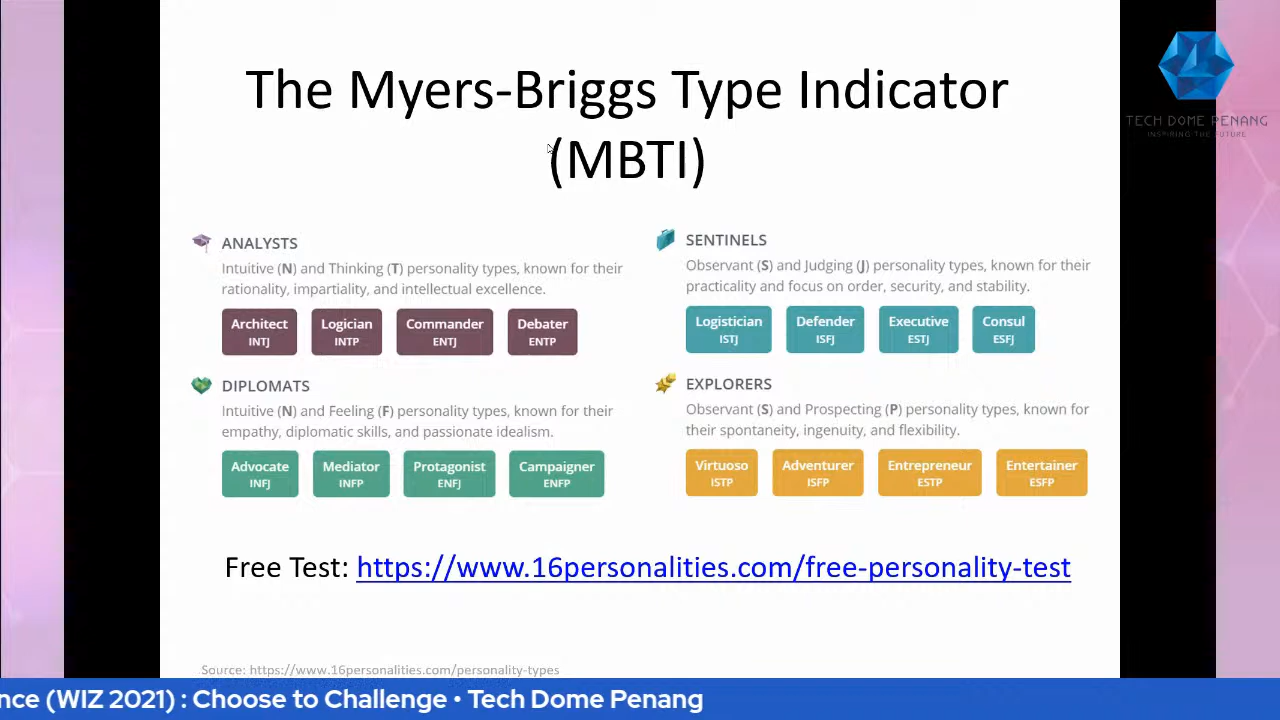 The Myers-Briggs Type Indicator
(MBTI)
TECH DOME PENANG
INSPIRING THE FUTURE
ANALYSTS
Intuitive (N) and Thinking (T) personality types, known for their
rationality, impartiality, and intellectual excellence.
Architect
INTJ
Logician
INTP
Commander
ENTJ
Debater
ENTP
SENTINELS
Observant (S) and Judging (J) personality types, known for their
practicality and focus on order, security, and stability.
Logistician
ISTJ
Defender
ISFJ
Executive
ESTJ
Consul
ESFJ
DIPLOMATS
Intuitive (N) and Feeling (F) personality types, known for their
empathy, diplomatic skills, and passionate idealism.
Advocate
INFJ
Mediator
INFP
Protagonist
ENFJ
Campaigner
ENFP
EXPLORERS
Observant (S) and Prospecting (P) personality types, known for
their spontaneity, ingenuity, and flexibility.
Virtuoso
ISTP
Adventurer
ISFP
Entrepreneur
ESTP
Entertainer
ESFP
Free Test: https://www.16personalities.com/free-personality-test
Source: https://www.16personalities.com/personality-types
nce (WIZ 2021) : Choose to Challenge • Tech Dome Penang